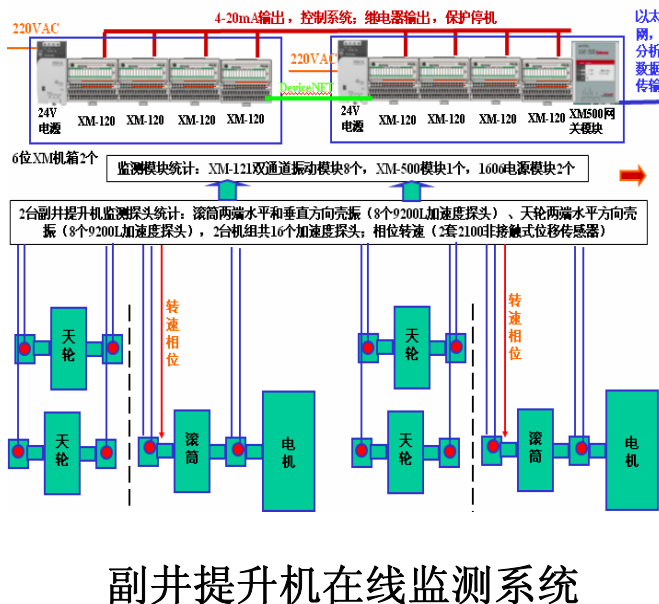 4-20mA输出，控制系统；继电器输出，保护停机
220VAC
220VAC
以太
网，
分析
数据
传输
DeviceNET
24V
电源
XM-120
XM-120
XM-120
XM-120
24V
电源
XM-120
XM-120
XM-120
XM-120
XM500网
关模块
6位XM机箱2个
监测模块统计：XM-121双通道振动模块8个，XM-500模块1个，1606电源模块2个
2台副井提升机监测探头统计：滚筒两端水平和垂直方向壳振（8个9200L加速度探头）、天轮两端水平方向壳
振（8个9200L加速度探头），2台机组共16个加速度探头；相位转速（2套2100非接触式位移传感器）
天轮
转速相位
天轮
转速相位
天轮
滚筒
电机
天轮
滚筒
电机
副井提升机在线监测系统